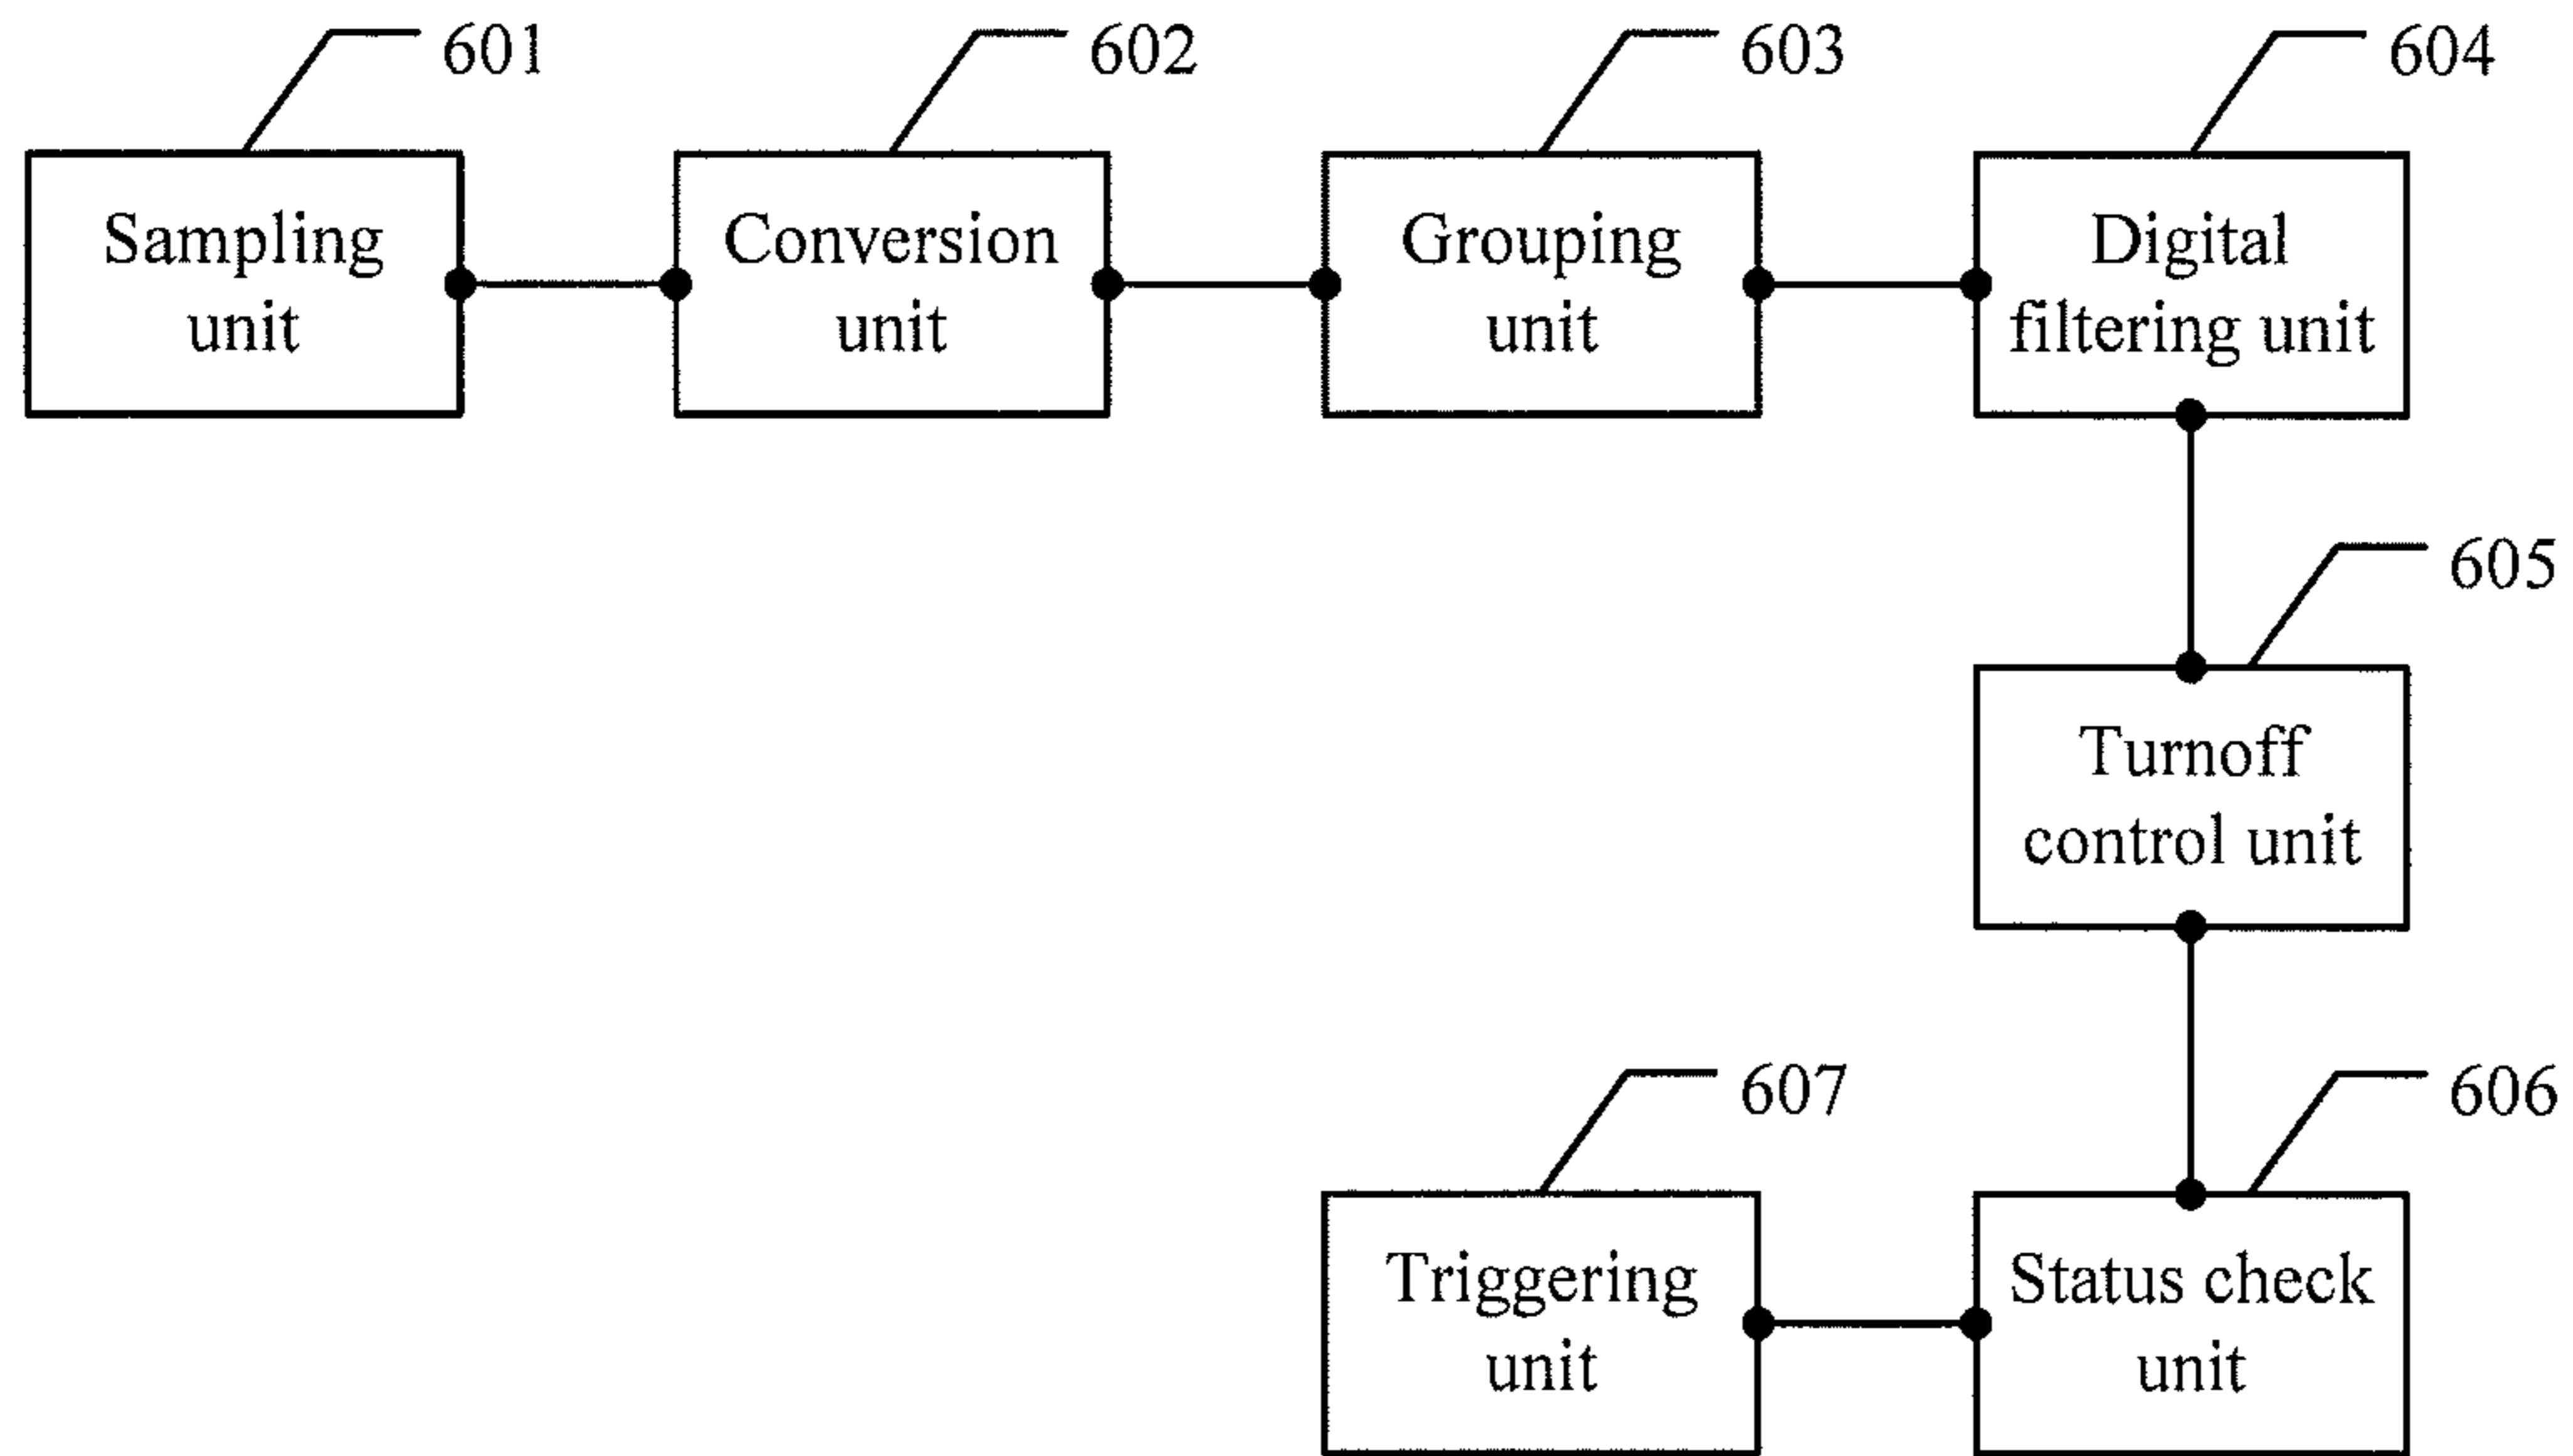 601
602
603
604
Sampling
unit
Conversion
unit
Grouping
unit
Digital
filtering unit
605
Turnoff
control unit
607
606
Triggering
unit
Status check
unit